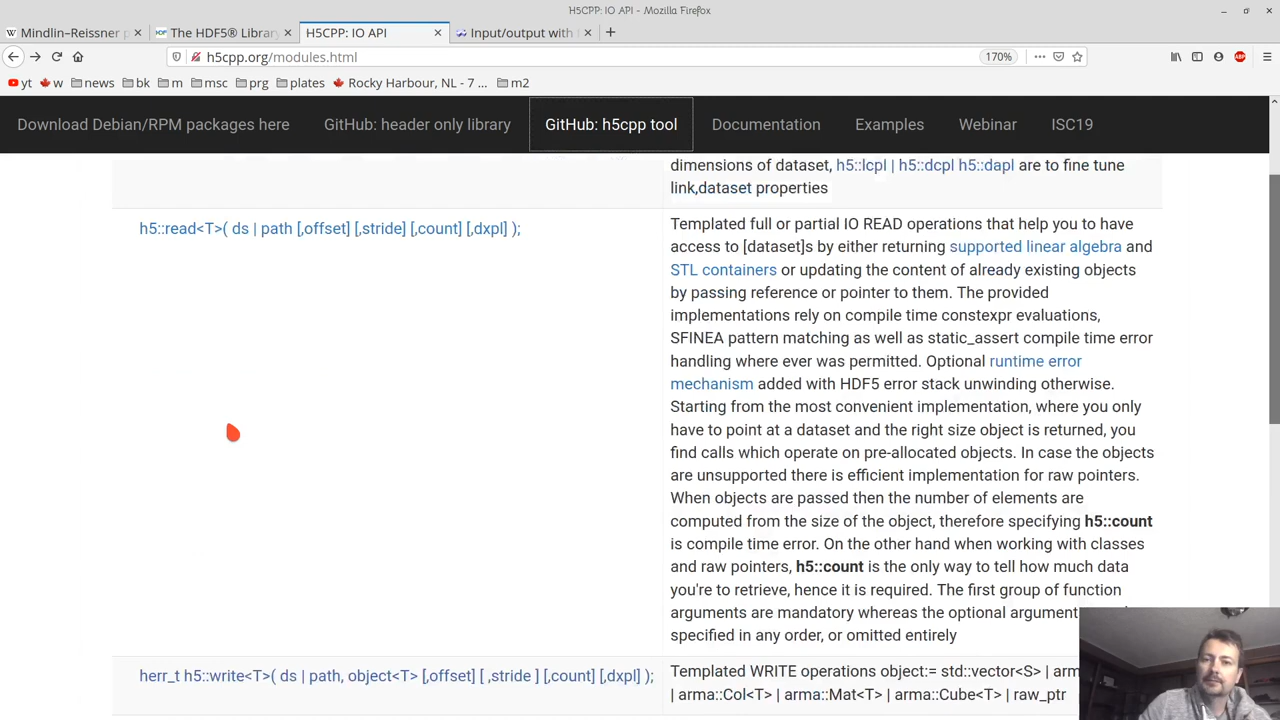 H5CPP: IO API - Mozilla Firefox
Mindlin–Reissner p
The HDF5® Library
H5CPP: IO API
Input/output with
h5cpp.org/modules.html
170%
yt
w
news
bk
m
msc
prg
plates
Rocky Harbour, NL - 7 ...
m2
Download Debian/RPM packages here
GitHub: header only library
GitHub: h5cpp tool
Documentation
Examples
Webinar
ISC19
dimensions of dataset, h5::lcpl | h5::dcpl h5::dapl are to fine tune
link,dataset properties
h5::read<T>( ds | path [,offset] [,stride] [,count] [,dxpl] );
Templated full or partial IO READ operations that help you to have
access to [dataset]s by either returning supported linear algebra and
STL containers or updating the content of already existing objects
by passing reference or pointer to them. The provided
implementations rely on compile time constexpr evaluations,
SFINEA pattern matching as well as static_assert compile time error
handling where ever was permitted. Optional runtime error
mechanism added with HDF5 error stack unwinding otherwise.
Starting from the most convenient implementation, where you only
have to point at a dataset and the right size object is returned, you
find calls which operate on pre-allocated objects. In case the objects
are unsupported there is efficient implementation for raw pointers.
When objects are passed then the number of elements are
computed from the size of the object, therefore specifying h5::count
is compile time error. On the other hand when working with classes
and raw pointers, h5::count is the only way to tell how much data
you're to retrieve, hence it is required. The first group of function
arguments are mandatory whereas the optional argument
specified in any order, or omitted entirely
herr_t h5::write<T>( ds | path, object<T> [,offset] [ ,stride ] [,count] [,dxpl] );
Templated WRITE operations object:= std::vector<S> | arm
| arma::Col<T> | arma::Mat<T> | arma::Cube<T> | raw_ptr